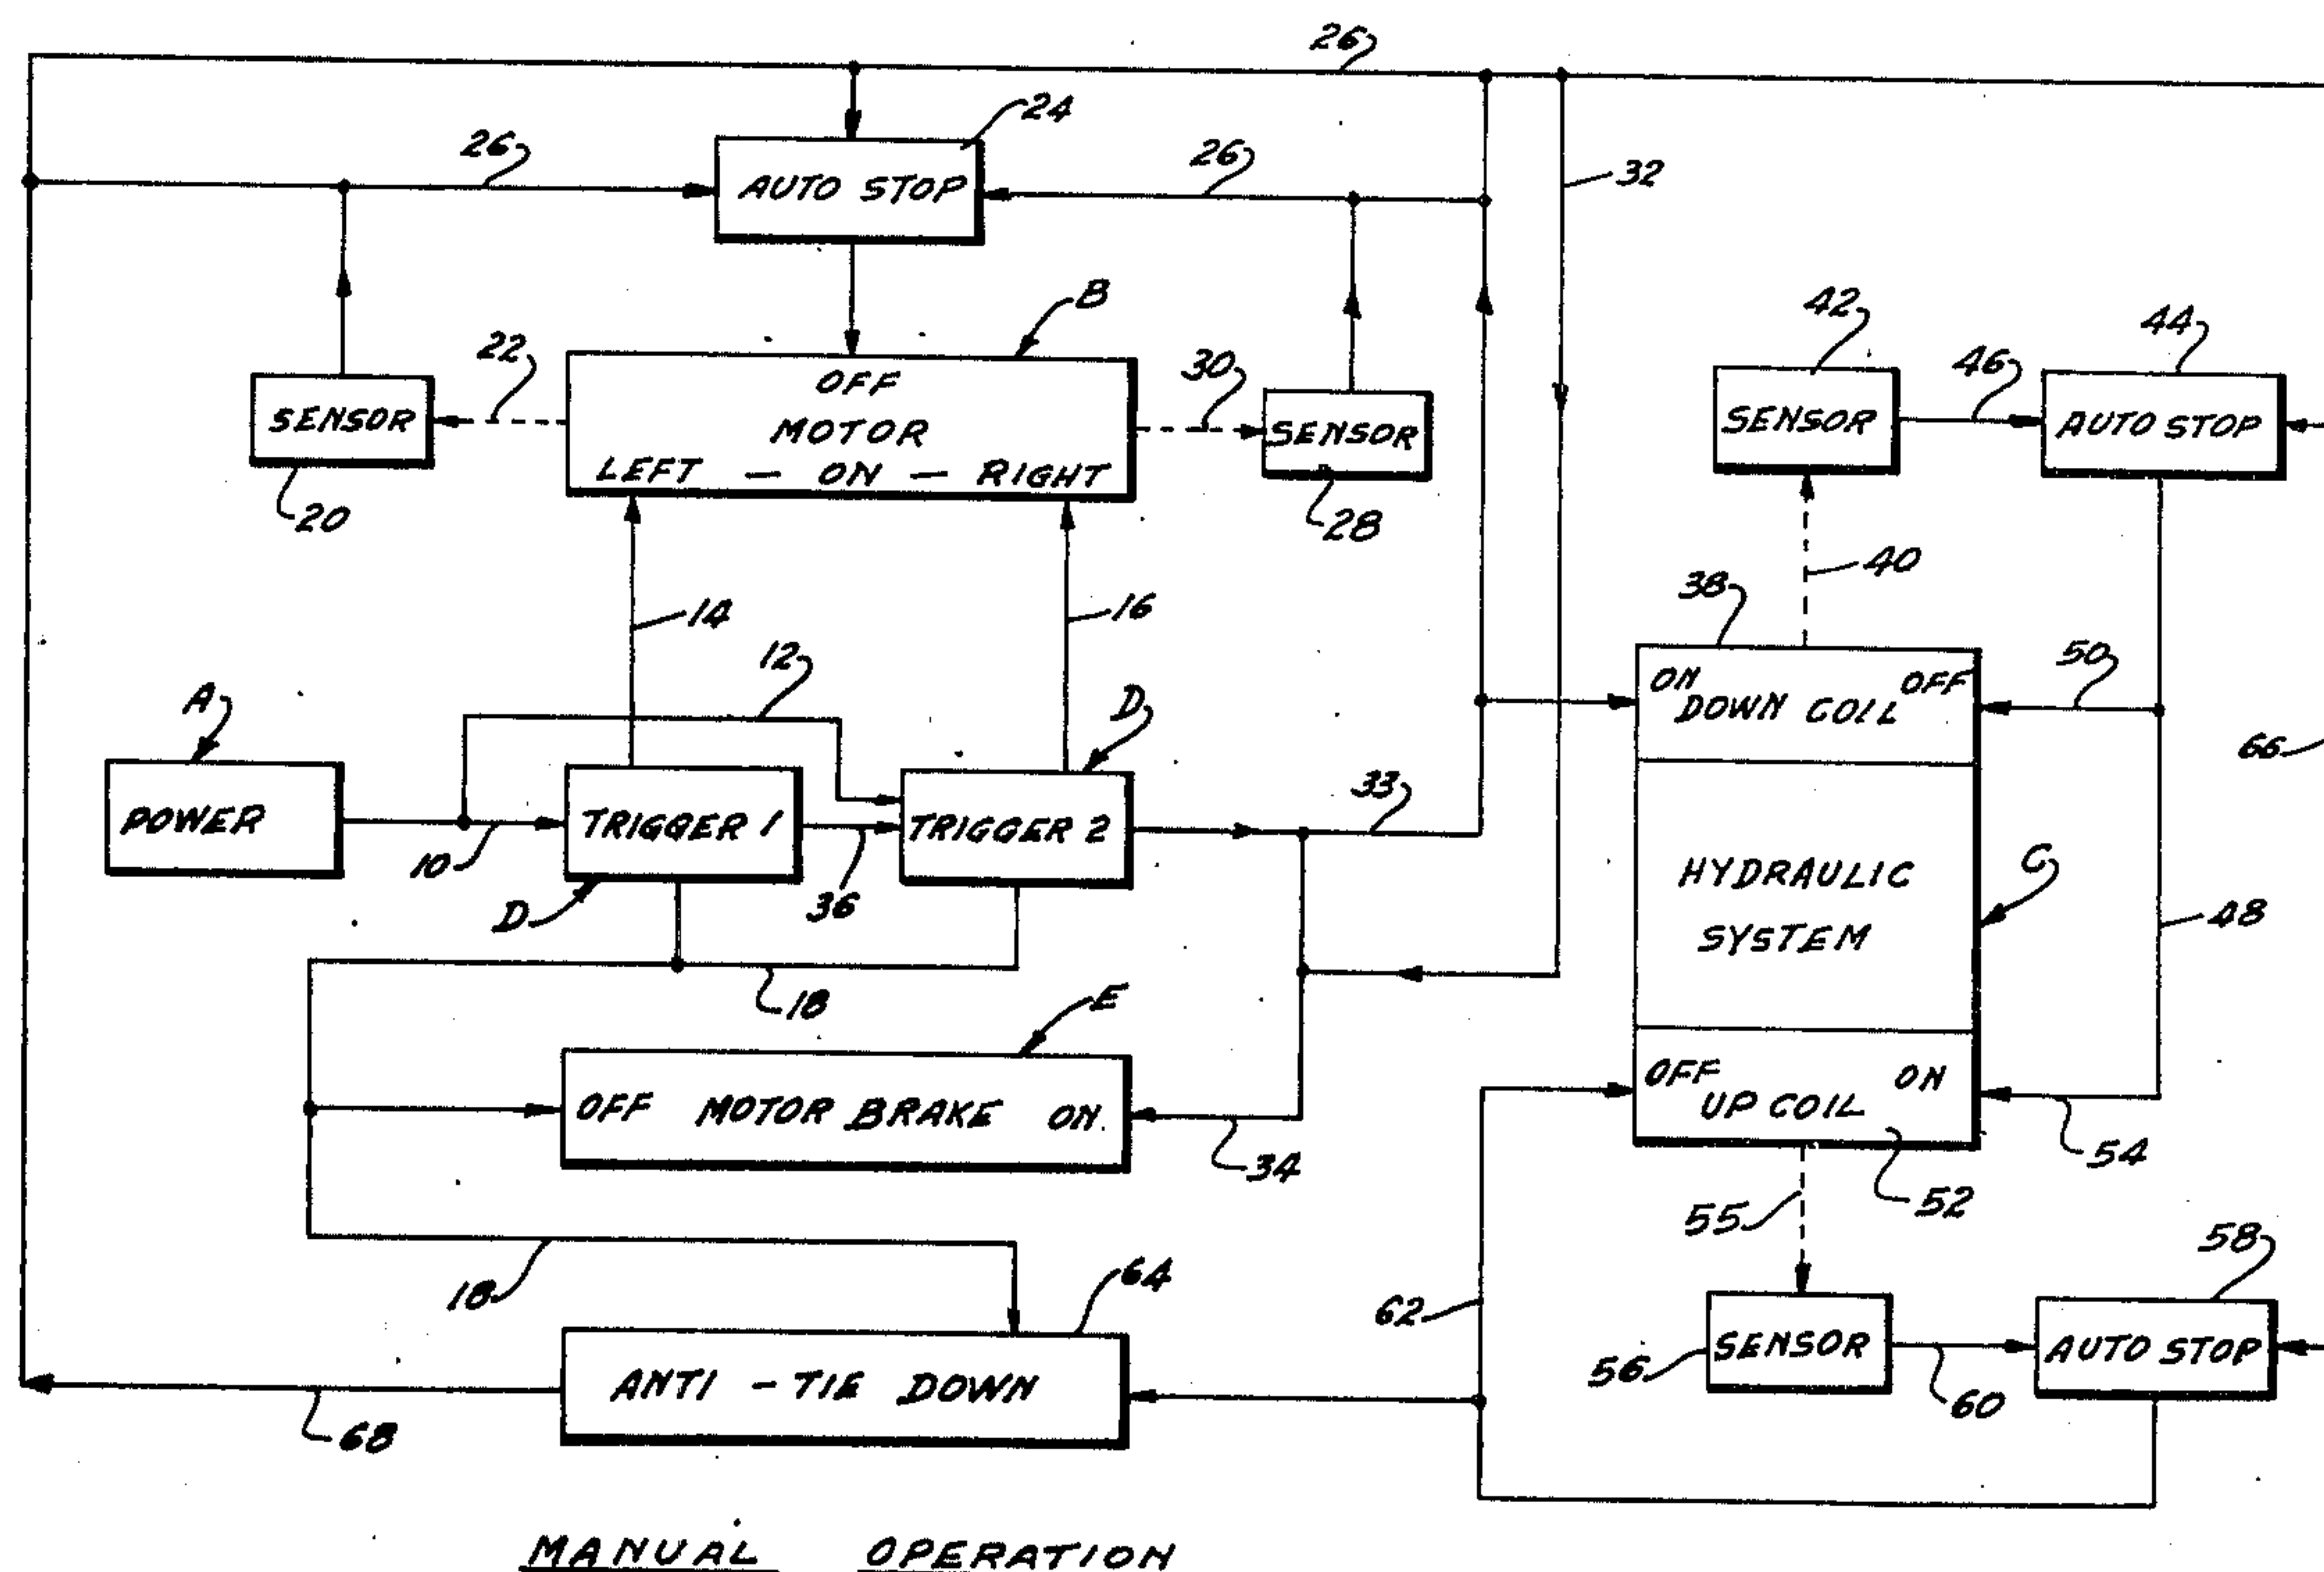 26
24
26
26
AUTO STOP
32
B
42
44
22
OFF
30
46
SENSOR
MOTOR
SENSOR
SENSOR
AUTO STOP
LEFT — ON — RIGHT
20
28
40
14
16
38
12
50
A
D
ON
OFF
DOWN COIL
66
POWER
TRIGGER 1
TRIGGER 2
33
10
D
36
HYDRAULIC
SYSTEM
C
48
18
E
OFF MOTOR BRAKE ON
OFF
ON
UP COIL
34
54
55
52
18
64
62
58
56
SENSOR
AUTO STOP
ANTI - TIE DOWN
60
68
MANUAL OPERATION